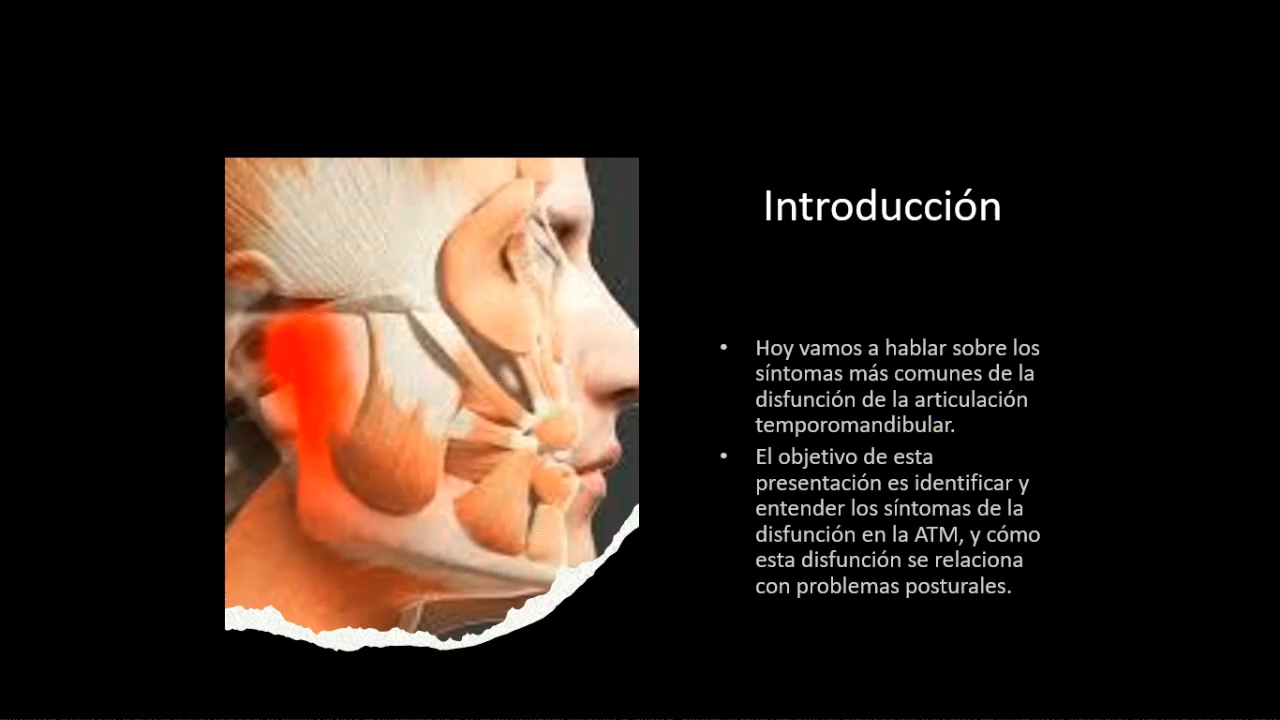 Introducción
• Hoy vamos a hablar sobre los
síntomas más comunes de la
disfunción de la articulación
temporomandibular.
• El objetivo de esta
presentación es identificar y
entender los síntomas de la
disfunción en la ATM, y cómo
esta disfunción se relaciona
con problemas posturales.